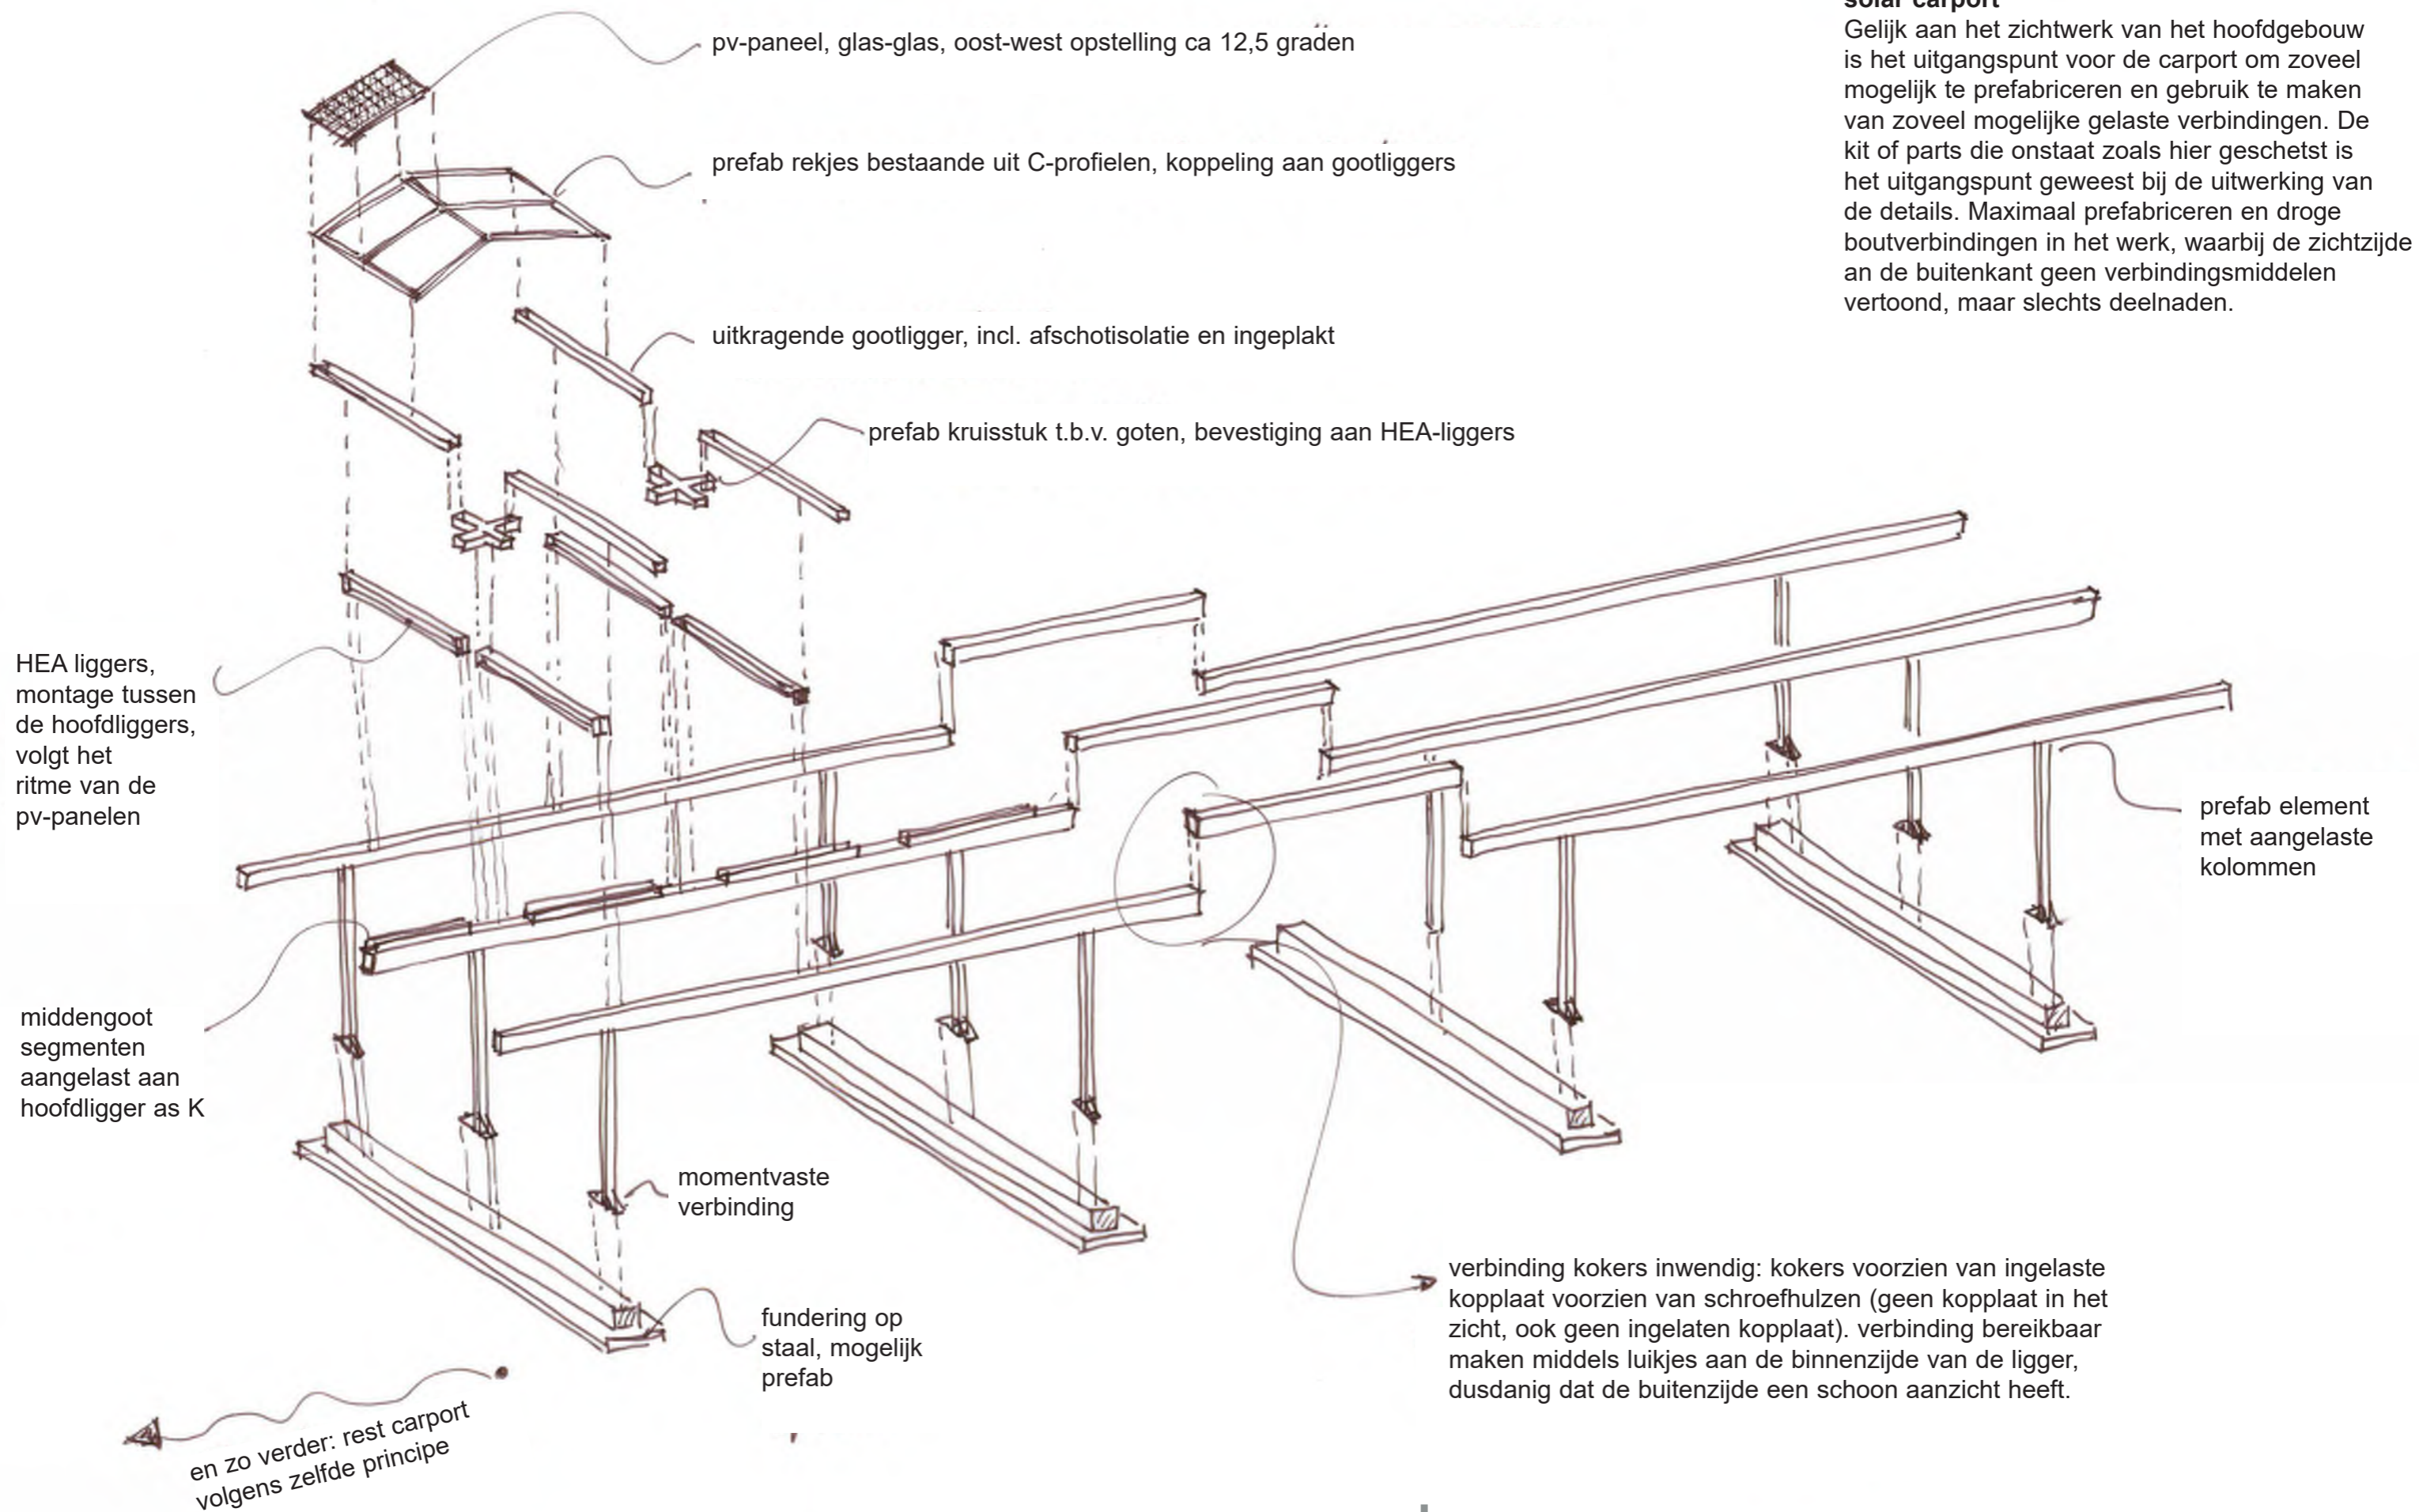 solar carport
Gelijk aan het zichtwerk van het hoofdgebouw
is het uitgangspunt voor de carport om zoveel
mogelijk te prefabriceren en gebruik te maken
van zoveel mogelijke gelaste verbindingen. De
kit of parts die onstaat zoals hier geschetst is
het uitgangspunt geweest bij de uitwerking van
de details. Maximaal prefabriceren en droge
boutverbindingen in het werk, waarbij de zichtzijde
an de buitenkant geen verbindingsmiddelen
vertoond, maar slechts deelnaden.
pv-paneel, glas-glas, oost-west opstelling ca 12,5 graden
prefab rekjes bestaande uit C-profielen, koppeling aan gootliggers
uitkragende gootligger, incl. afschotisolatie en ingeplakt
prefab kruisstuk t.b.v. goten, bevestiging aan HEA-liggers
HEA liggers,
montage tussen
de hoofdliggers,
volgt het
ritme van de
pv-panelen
prefab element
met aangelaste
kolommen
middengoot
segmenten
aangelast aan
hoofdligger as K
momentvaste
verbinding
verbinding kokers inwendig: kokers voorzien van ingelaste
kopplaat voorzien van schroefhulzen (geen kopplaat in het
zicht, ook geen ingelaten kopplaat). verbinding bereikbaar
maken middels luikjes aan de binnenzijde van de ligger,
dusdanig dat de buitenzijde een schoon aanzicht heeft.
fundering op
staal, mogelijk
prefab
en zo verder: rest carport
volgens zelfde principe